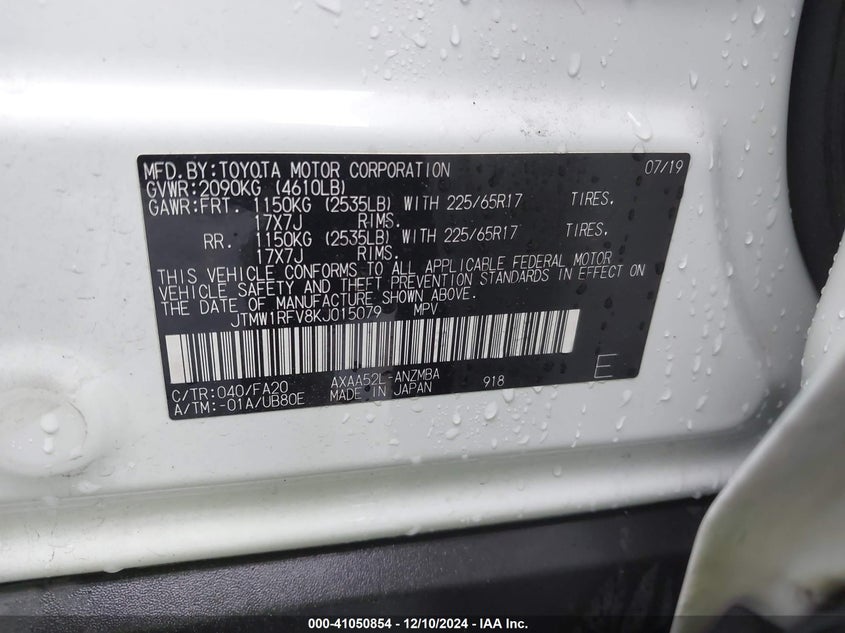 MFD.BY:TOYOTA MOTOR CORPORATION 07/19
GVWR:2090KG (4610LB)
GAWR:FRT. 1150KG (2535LB) WITH 225/65R17 TIRES,
17X7J RIMS.
RR. 1150KG (2535LB) WITH 225/65R17 TIRES,
17X7J RIMS.
THIS VEHICLE CONFORMS TO ALL APPLICABLE FEDERAL MOTOR
VEHICLE SAFETY AND THEFT PREVENTION STANDARDS IN EFFECT ON
THE DATE OF MANUFACTURE SHOWN ABOVE.
JTMW1RFV8KJ015079 MPV
C/TR:040/FA20 AXAA52L-ANZMBA 918 E
A/TM:-01A/UB80E MADE IN JAPAN
000-41050854 - 12/10/2024 - IAA Inc.